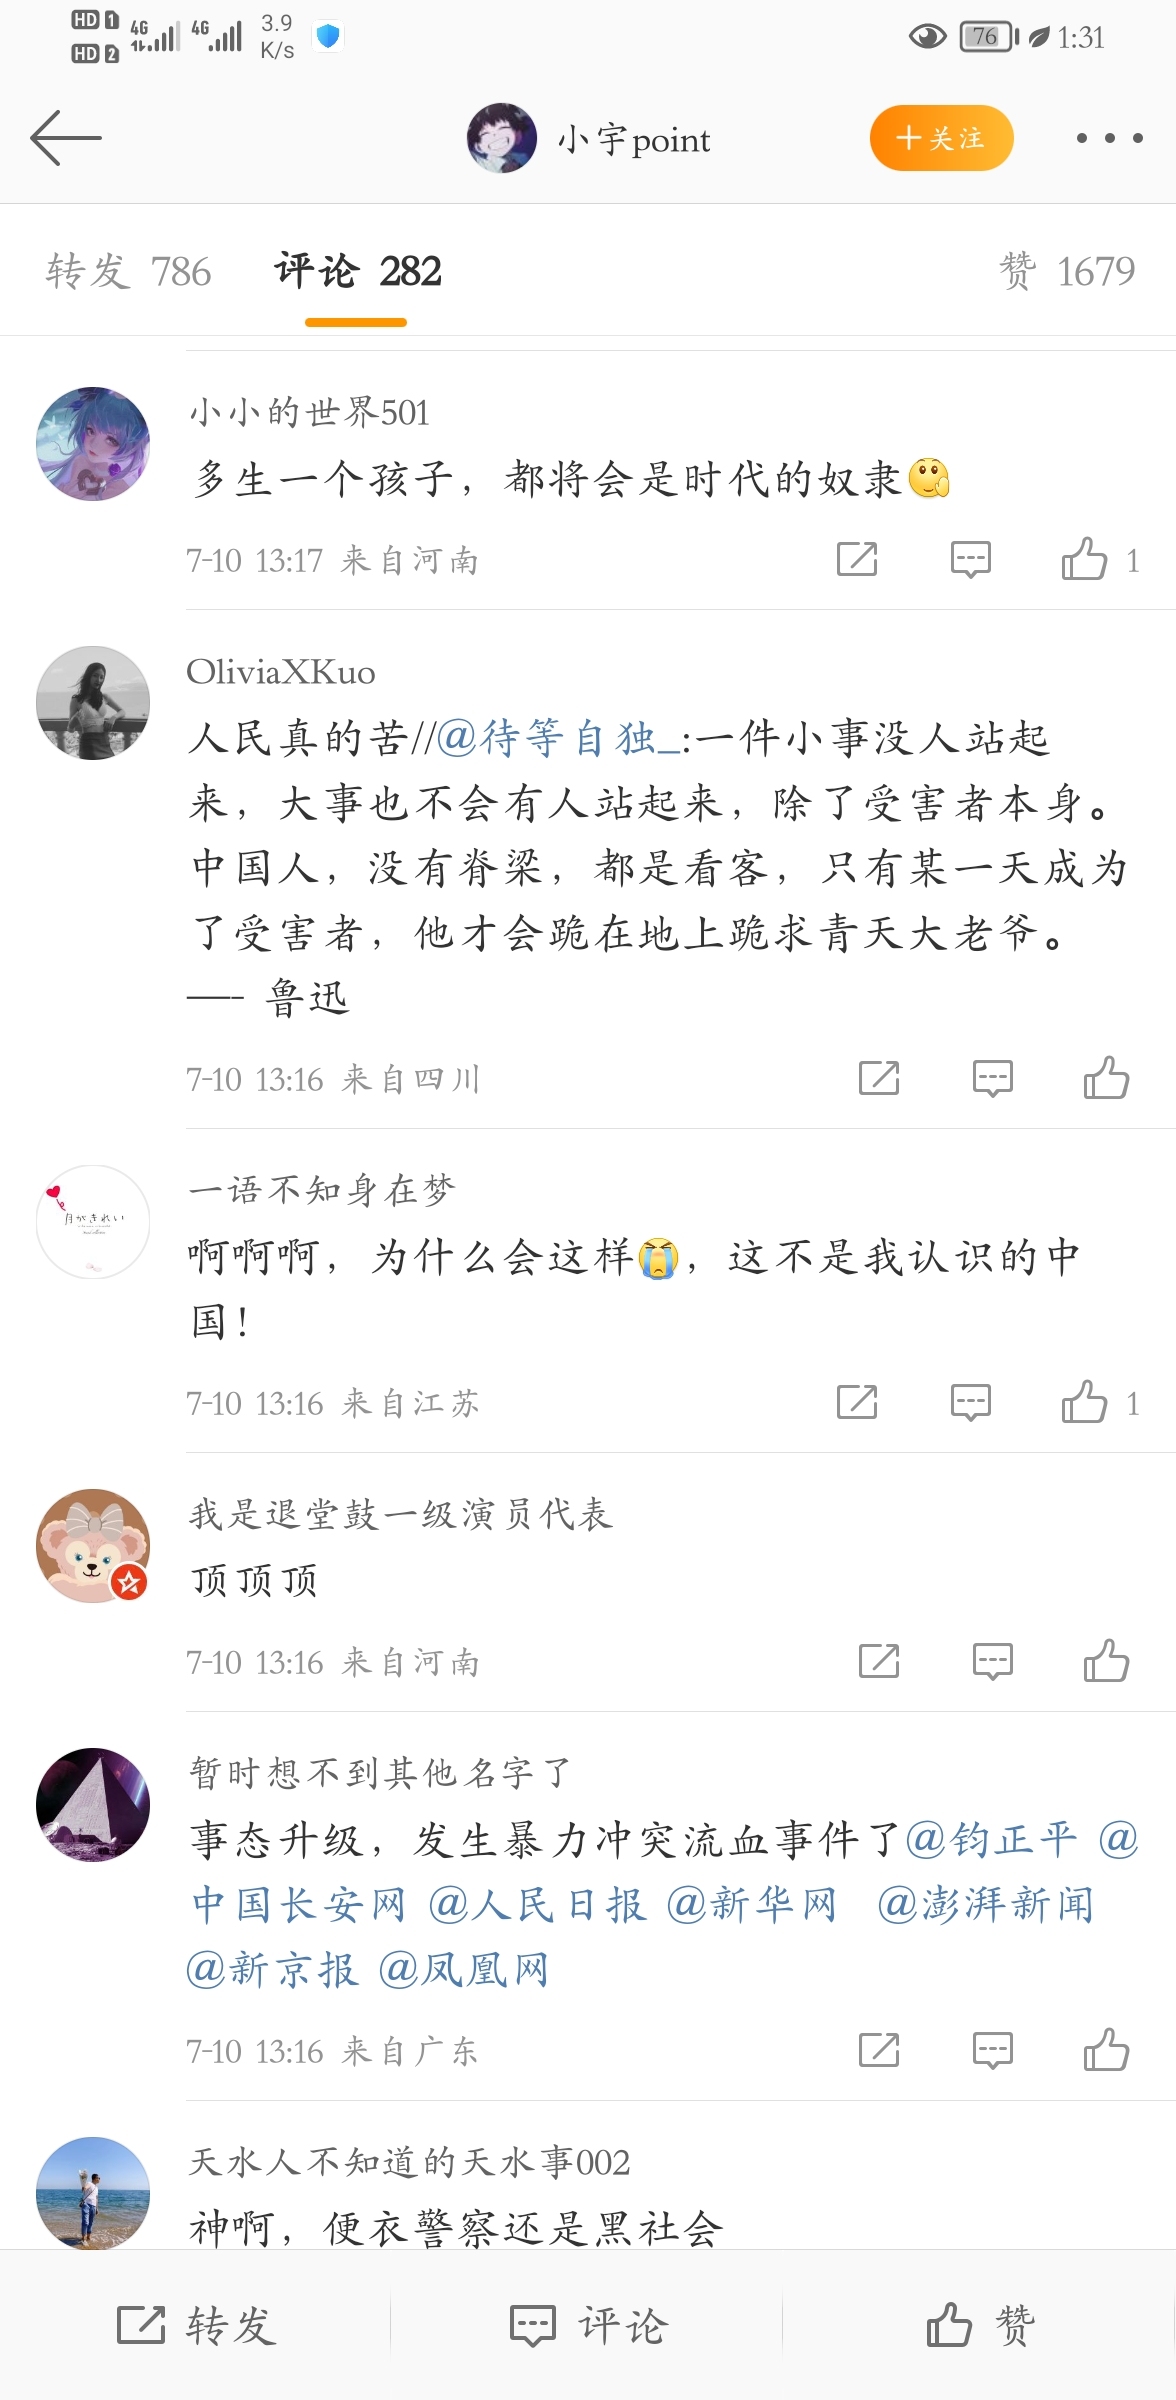 HD 1 4G 4G 3.9 76 1:31
HD 2 K/s
小宇point +关注
转发 786 评论 282 赞 1679
小小的世界501
多生一个孩子，都将会是时代的奴隶
7-10 13:17 来自河南 1
OliviaXKuo
人民真的苦//@待等自独_:一件小事没人站起
来，大事也不会有人站起来，除了受害者本身。
中国人，没有脊梁，都是看客，只有某一天成为
了受害者，他才会跪在地上跪求青天大老爷。
—- 鲁迅
7-10 13:16 来自四川
月がきれい
一语不知身在梦
啊啊啊，为什么会这样，这不是我认识的中
国！
7-10 13:16 来自江苏 1
我是退堂鼓一级演员代表
顶顶顶
7-10 13:16 来自河南
暂时想不到其他名字了
事态升级，发生暴力冲突流血事件了@钧正平 @
中国长安网 @人民日报 @新华网 @澎湃新闻
@新京报 @凤凰网
7-10 13:16 来自广东
天水人不知道的天水事002
神啊，便衣警察还是黑社会
转发 评论 赞